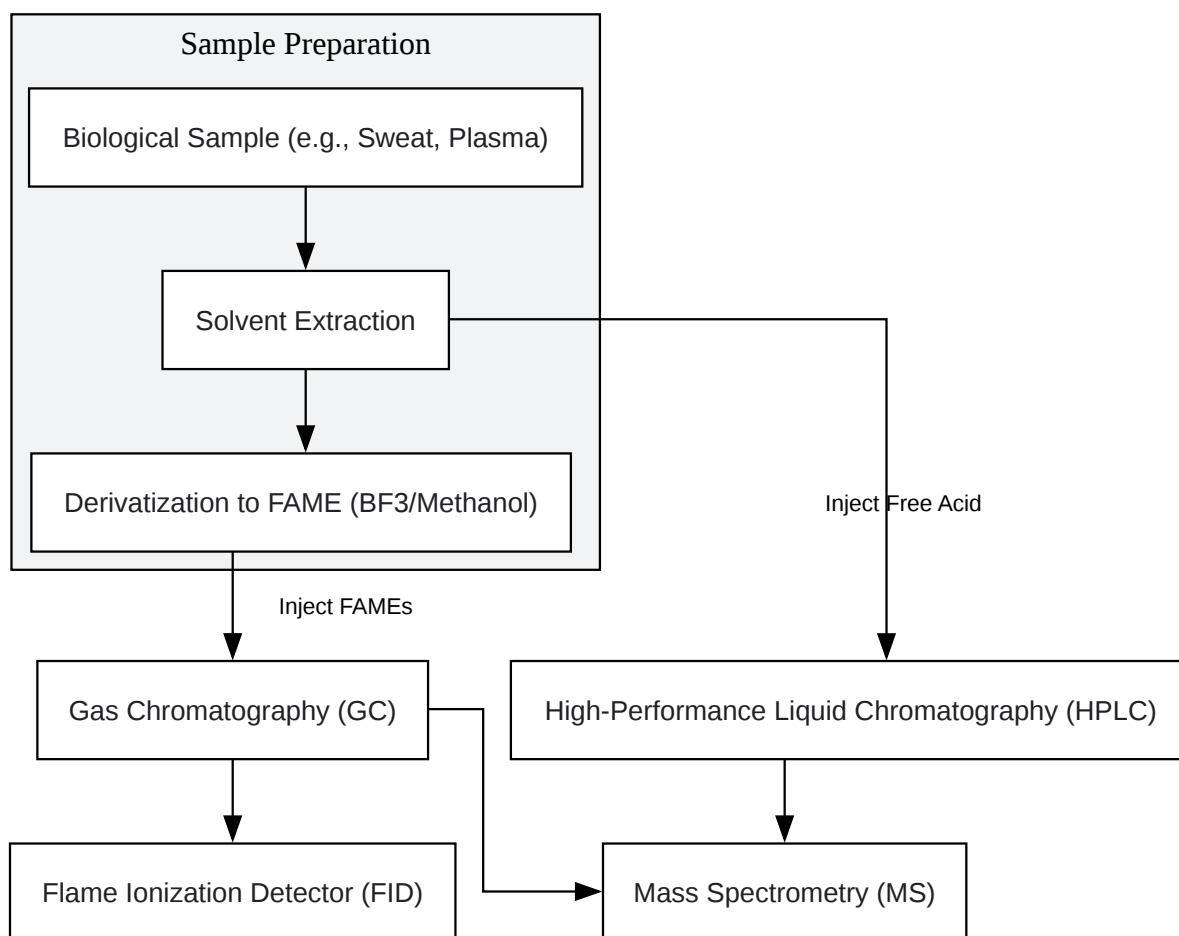 Sample Preparation
Biological Sample (e.g., Sweat, Plasma)
Solvent Extraction
Derivatization to FAME (BF3/Methanol)
Inject Free Acid
Inject FAMEs
Gas Chromatography (GC)
High-Performance Liquid Chromatography (HPLC)
Flame Ionization Detector (FID)
Mass Spectrometry (MS)